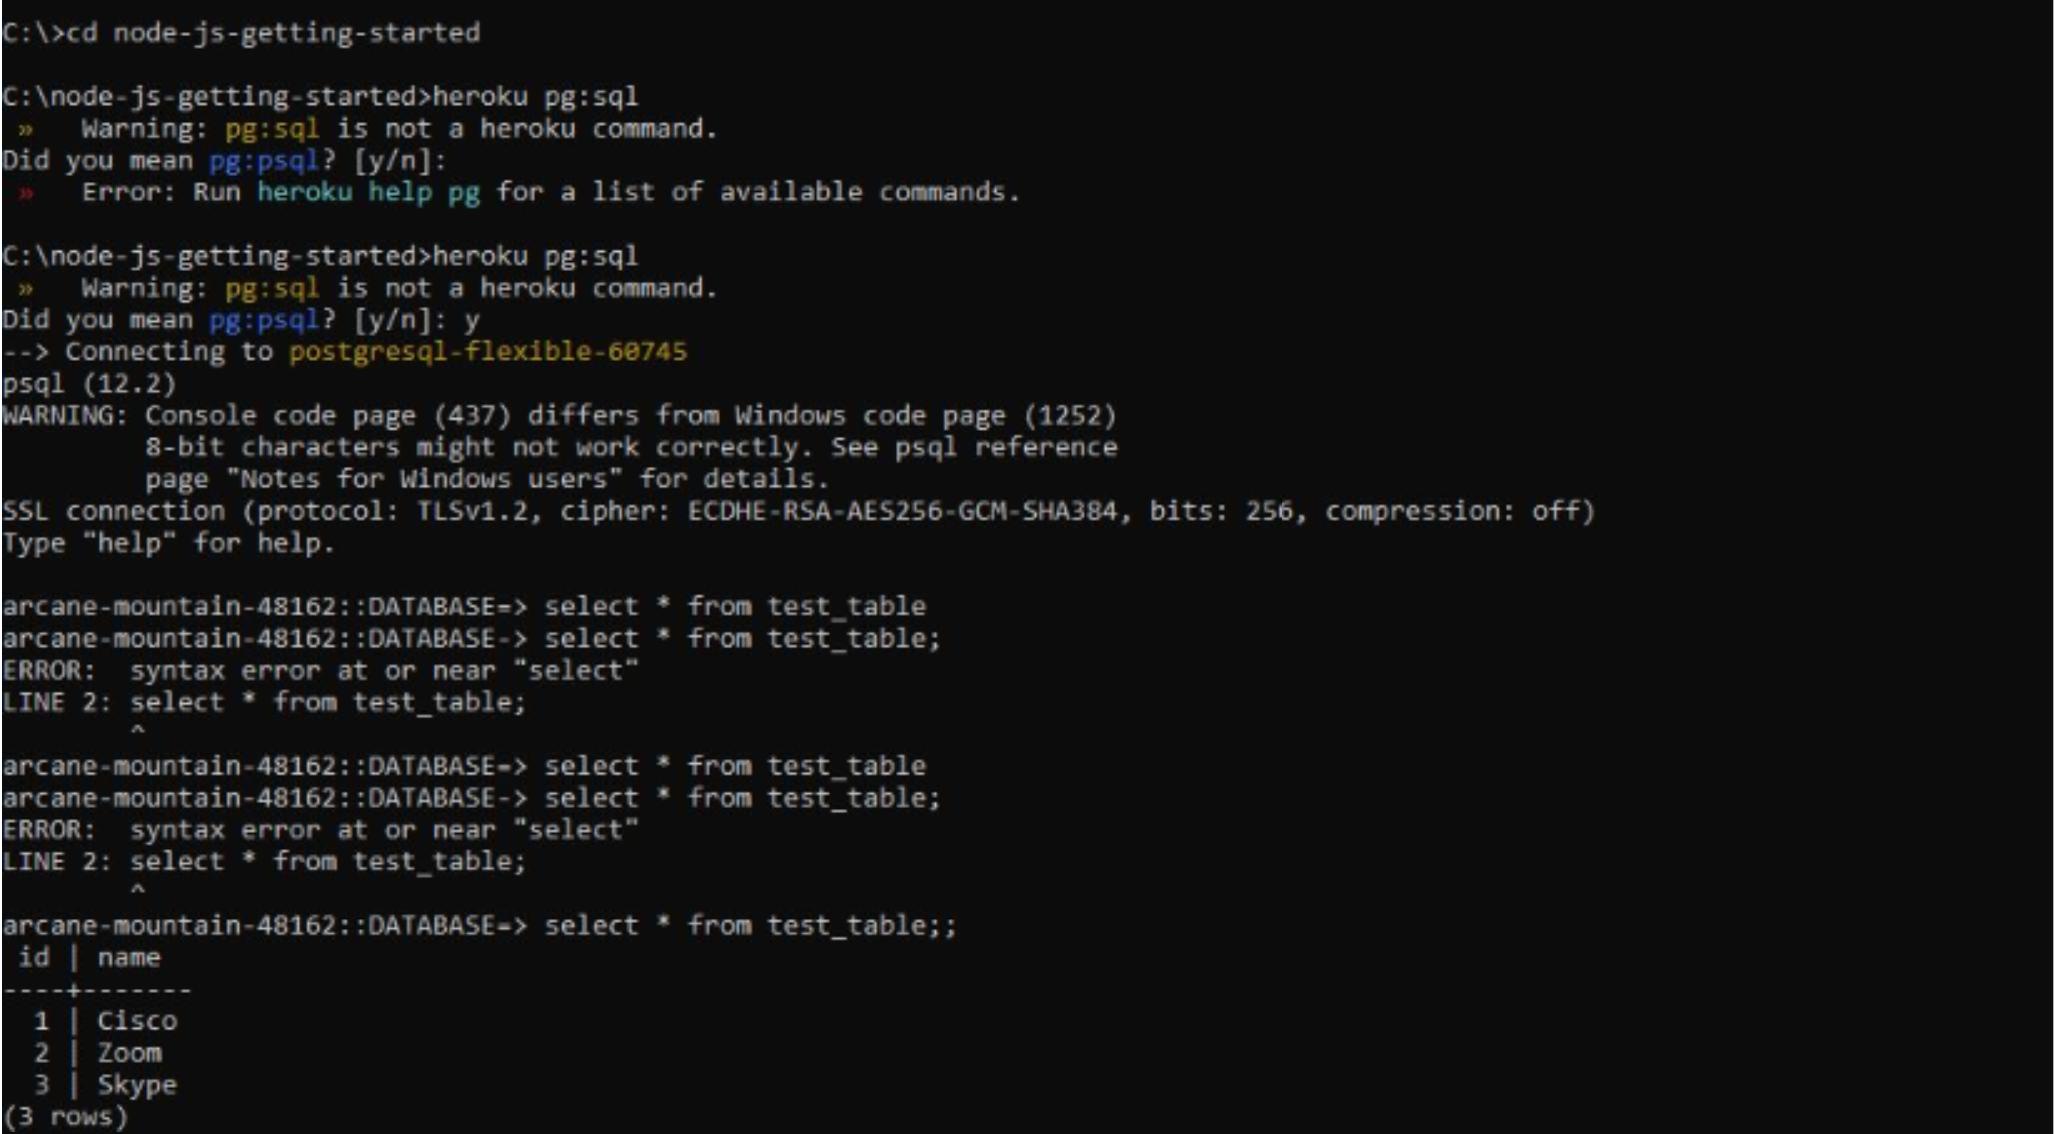 C:\>cd node-js-getting-started
C:\node-js-getting-started>heroku pg:sql
»   Warning: pg:sql is not a heroku command.
Did you mean pg:psql? [y/n]:
»   Error: Run heroku help pg for a list of available commands.
C:\node-js-getting-started>heroku pg:sql
»   Warning: pg:sql is not a heroku command.
Did you mean pg:psql? [y/n]: y
--> Connecting to postgresql-flexible-60745
psql (12.2)
WARNING: Console code page (437) differs from Windows code page (1252)
         8-bit characters might not work correctly. See psql reference
         page "Notes for Windows users" for details.
SSL connection (protocol: TLSv1.2, cipher: ECDHE-RSA-AES256-GCM-SHA384, bits: 256, compression: off)
Type "help" for help.
arcane-mountain-48162::DATABASE=> select * from test_table
arcane-mountain-48162::DATABASE-> select * from test_table;
ERROR:  syntax error at or near "select"
LINE 2: select * from test_table;
        ^
arcane-mountain-48162::DATABASE=> select * from test_table
arcane-mountain-48162::DATABASE-> select * from test_table;
ERROR:  syntax error at or near "select"
LINE 2: select * from test_table;
        ^
arcane-mountain-48162::DATABASE=> select * from test_table;;
 id | name
----+-------
  1 | Cisco
  2 | Zoom
  3 | Skype
(3 rows)